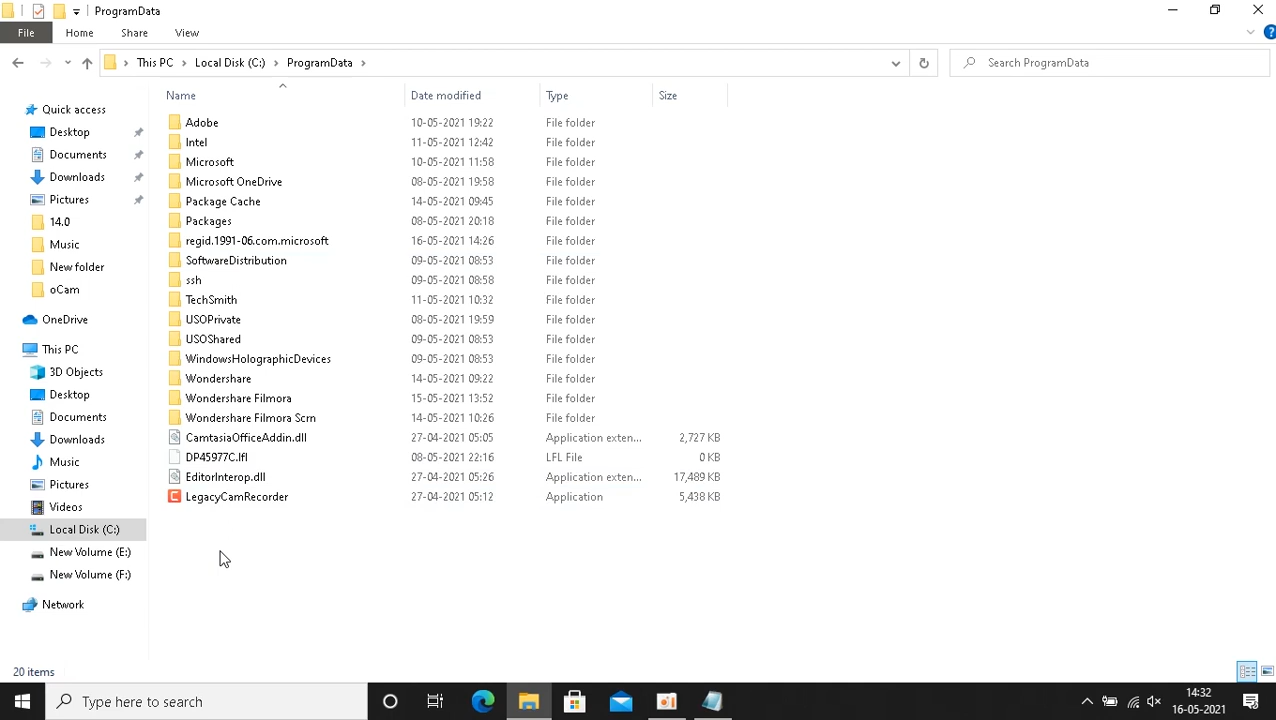 ProgramData
File Home Share View
This PC Local Disk (C:) ProgramData Search ProgramData
Name Date modified Type Size
Quick access
Desktop
Documents
Downloads
Pictures
14.0
Music
New folder
oCam
OneDrive
This PC
3D Objects
Desktop
Documents
Downloads
Music
Pictures
Videos
Local Disk (C:)
New Volume (E:)
New Volume (F:)
Network
Adobe 10-05-2021 19:22 File folder
Intel 11-05-2021 12:42 File folder
Microsoft 10-05-2021 11:58 File folder
Microsoft OneDrive 08-05-2021 19:58 File folder
Package Cache 14-05-2021 09:45 File folder
Packages 08-05-2021 20:18 File folder
regid.1991-06.com.microsoft 16-05-2021 14:26 File folder
SoftwareDistribution 09-05-2021 08:53 File folder
ssh 09-05-2021 08:58 File folder
TechSmith 11-05-2021 10:32 File folder
USOPrivate 08-05-2021 19:59 File folder
USOShared 09-05-2021 08:53 File folder
WindowsHolographicDevices 09-05-2021 08:53 File folder
Wondershare 14-05-2021 09:22 File folder
Wondershare Filmora 15-05-2021 13:52 File folder
Wondershare Filmora Scrn 14-05-2021 10:26 File folder
CamtasiaOfficeAddin.dll 27-04-2021 05:05 Application exten... 2,727 KB
DP45977C.lfl 08-05-2021 22:16 LFL File 0 KB
EditorInterop.dll 27-04-2021 05:26 Application exten... 17,489 KB
LegacyCamRecorder 27-04-2021 05:12 Application 5,438 KB
20 items
Type here to search
14:32
16-05-2021